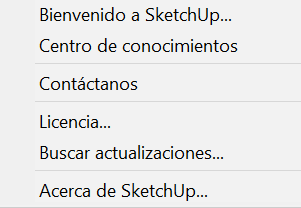 Bienvenido a SketchUp...
Centro de conocimientos
Contáctanos
Licencia...
Buscar actualizaciones...
Acerca de SketchUp...